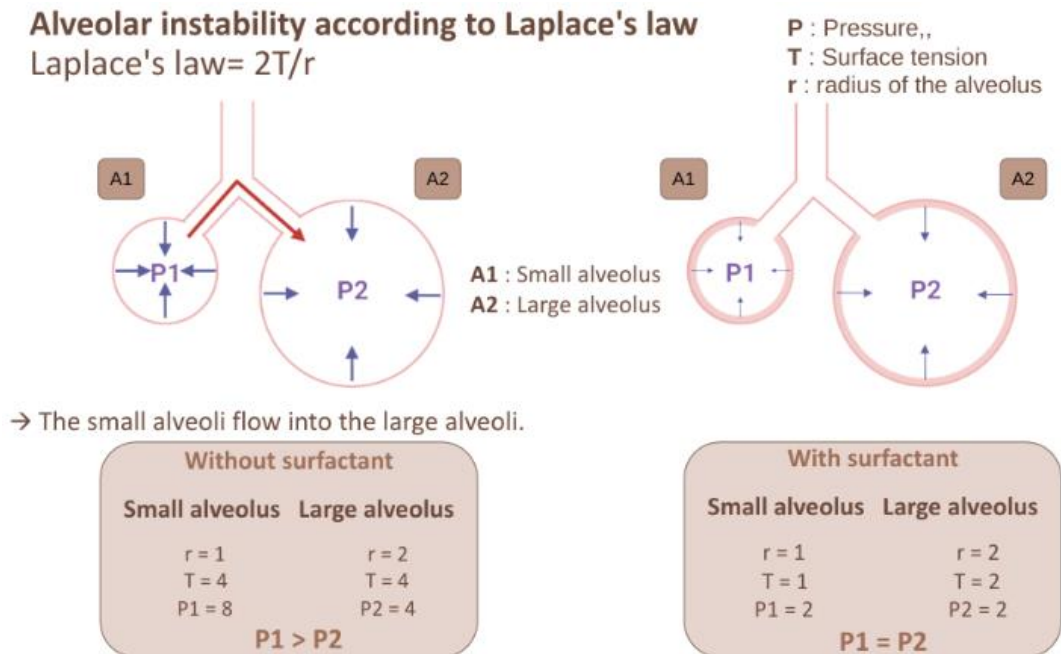 Alveolar instability according to Laplace's law
Laplace's law= 2T/r
P : Pressure,,
T : Surface tension
r : radius of the alveolus
A1
A2
P1
P2
A1 : Small alveolus
A2 : Large alveolus
A1
A2
P1
P2
→ The small alveoli flow into the large alveoli.
Without surfactant
Small alveolus Large alveolus
r = 1 r = 2
T = 4 T = 4
P1 = 8 P2 = 4
P1 > P2
With surfactant
Small alveolus Large alveolus
r = 1 r = 2
T = 1 T = 2
P1 = 2 P2 = 2
P1 = P2